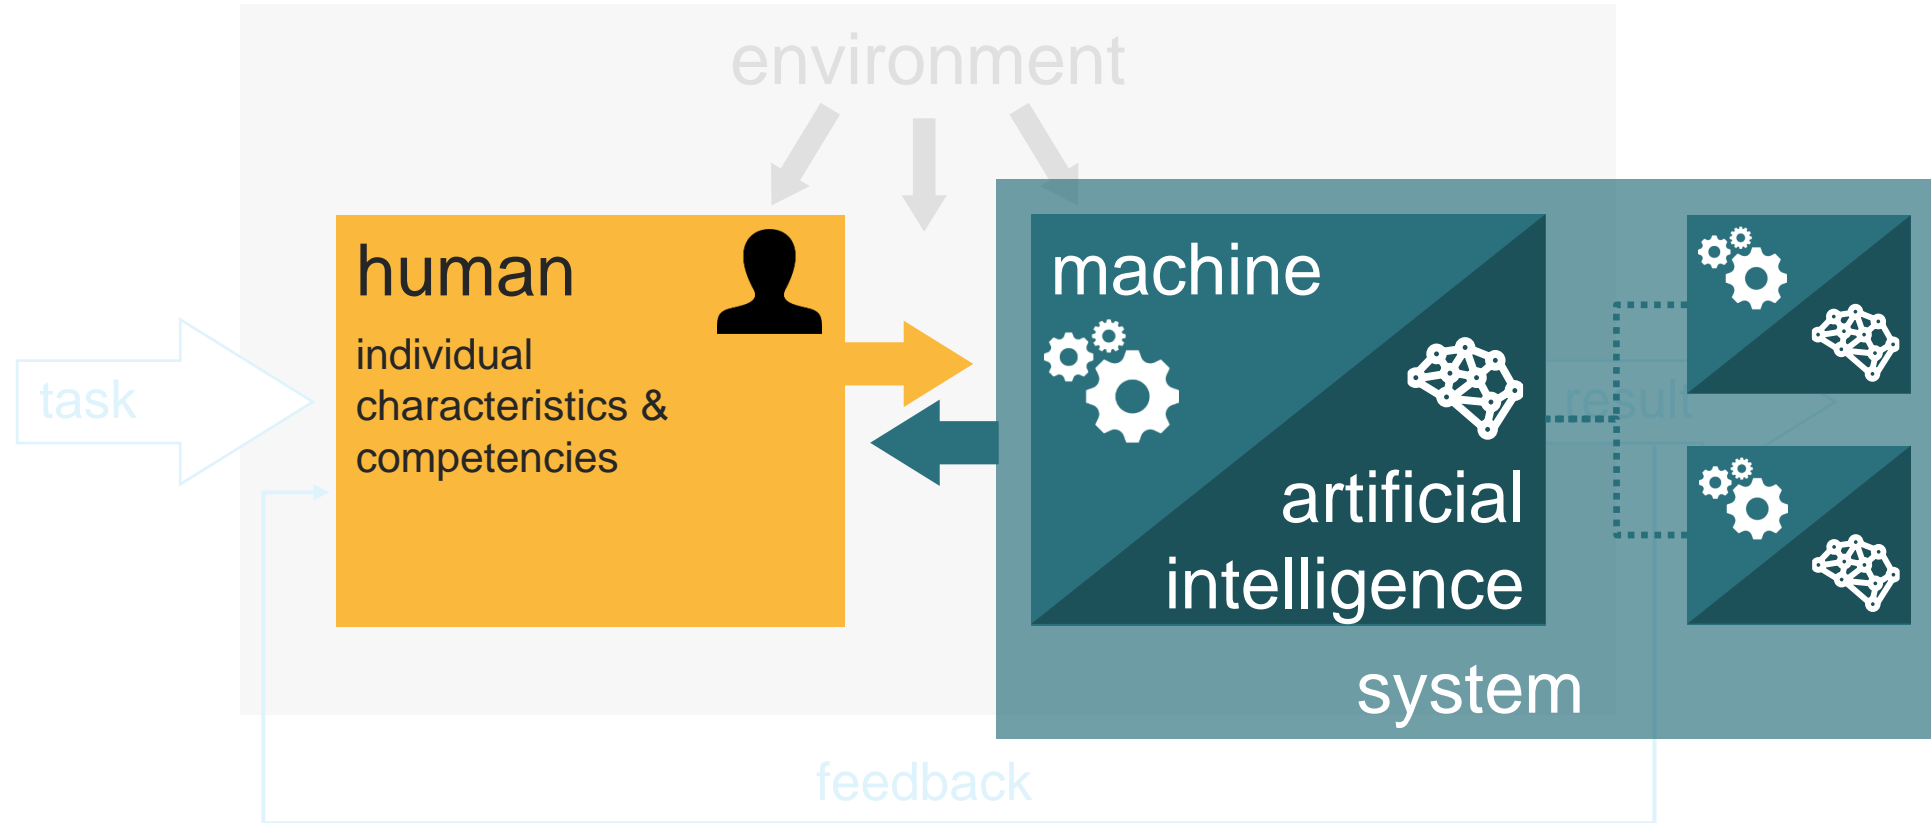 environment
human
individual
characteristics &
competencies
machine
artificial
intelligence
system
task
result
feedback